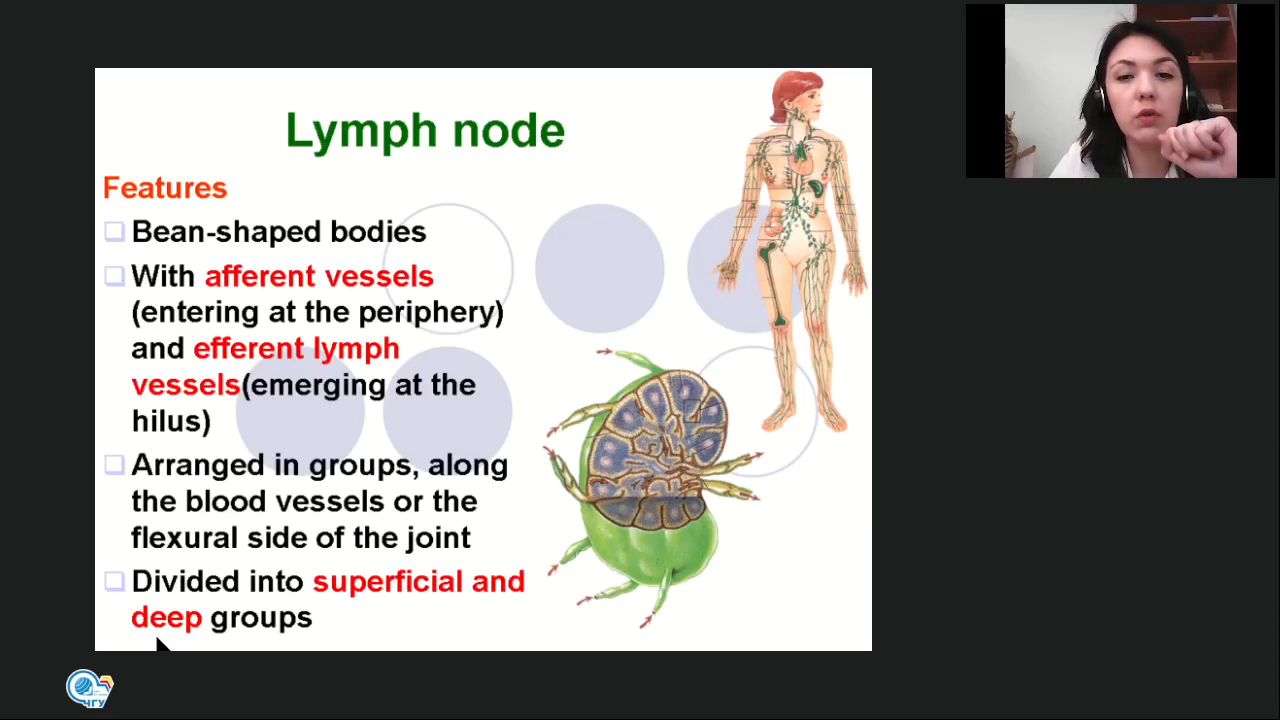 Lymph node
Features
Bean-shaped bodies
With afferent vessels
(entering at the periphery)
and efferent lymph
vessels(emerging at the
hilus)
Arranged in groups, along
the blood vessels or the
flexural side of the joint
Divided into superficial and
deep groups
ЧГУ